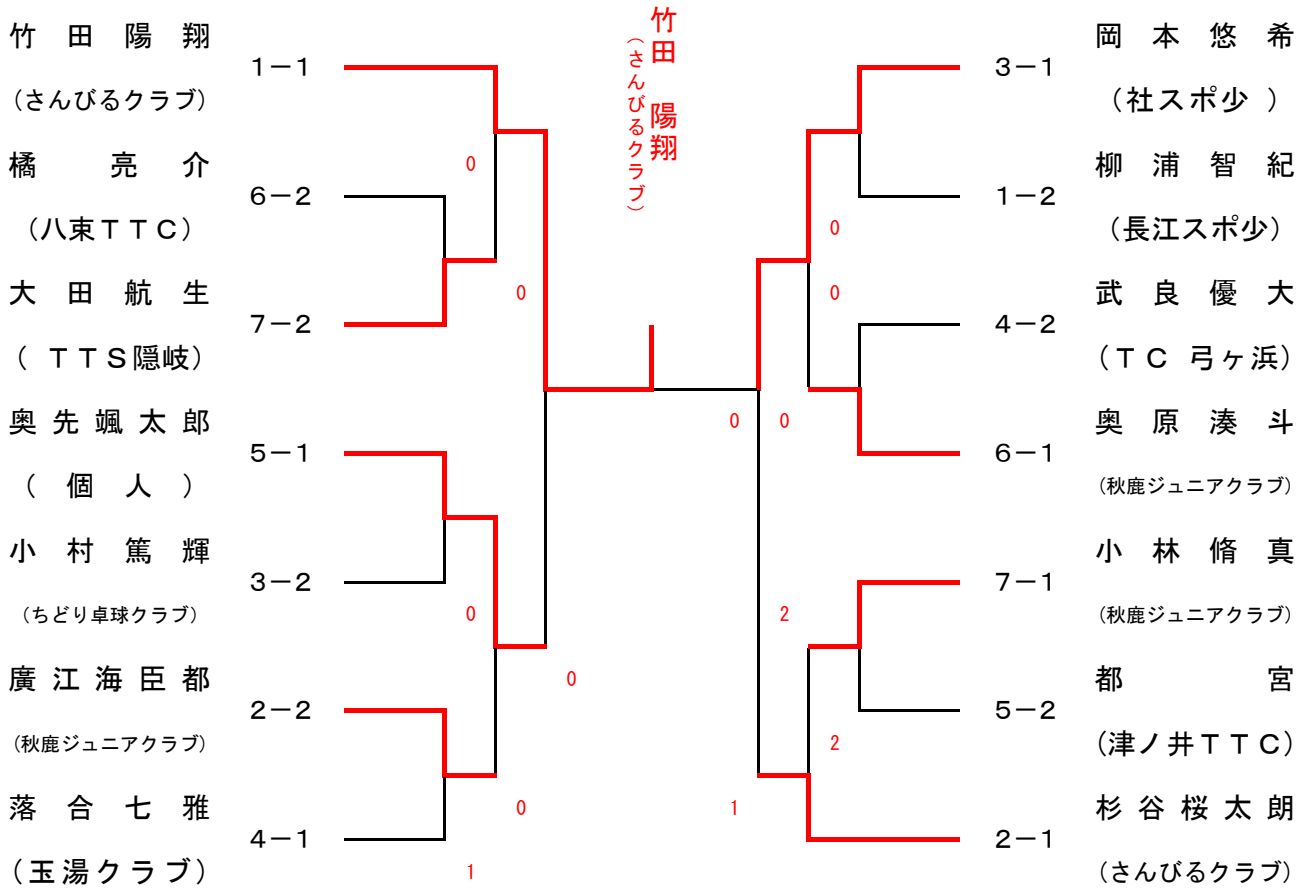 竹田陽翔
1－1
（さんびるクラブ）
橘亮介
6－2
（八束ＴＴＣ）
大田航生
7－2
（ ＴＴＳ隠岐）
奥先颯太郎
5－1
（個人）
小村篤輝
3－2
（ちどり卓球クラブ）
廣江海臣都
2－2
（秋鹿ジュニアクラブ）
落合七雅
4－1
（玉湯クラブ）
0
0
0
0
0
1
竹田　陽翔
（さんびるクラブ）
0
0
0
0
2
2
1
岡本悠希
3－1
（社スポ少 ）
柳浦智紀
1－2
（長江スポ少）
武良優大
4－2
（ＴＣ 弓ヶ浜）
奥原湊斗
6－1
（秋鹿ジュニアクラブ）
小林脩真
7－1
（秋鹿ジュニアクラブ）
都宮
5－2
（津ノ井ＴＴＣ）
杉谷桜太朗
2－1
（さんびるクラブ）